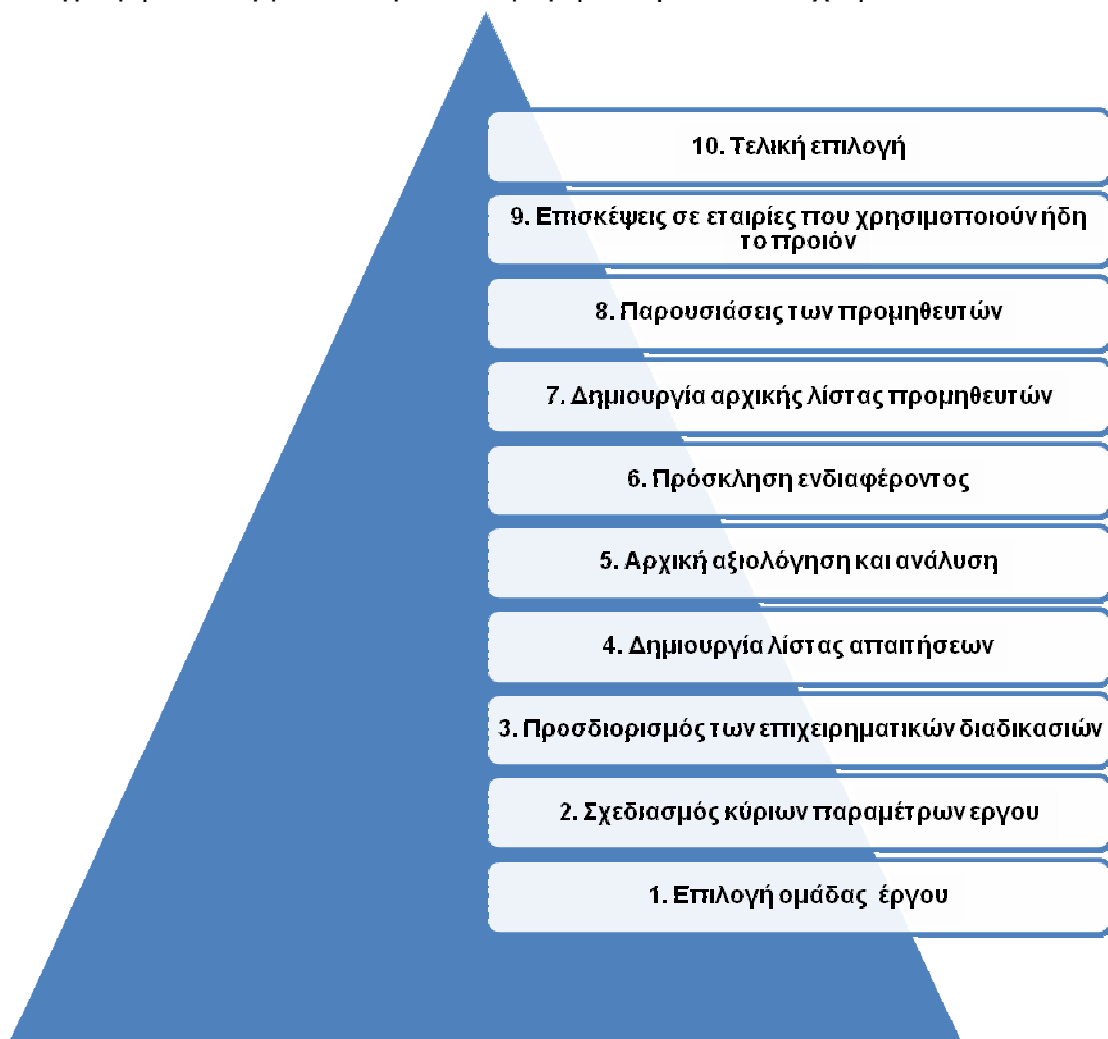 10. Τελική επιλογή
9. Επισκέψεις σε εταιρίες που χρησιμοποιούν ήδη
το προιόν
8. Παρουσιάσεις των προμηθευτών
7. Δημιουργία αρχικής λίστας προμηθευτών
6. Πρόσκληση ενδιαφέροντος
5. Αρχική αξιολόγηση και ανάλυση
4. Δημιουργία λίστας απαιτήσεων
3. Προσδιορισμός των επιχειρηματικών διαδικασιών
2. Σχεδιασμός κύριων παραμέτρων εργου
1. Επιλογή ομάδας έργου